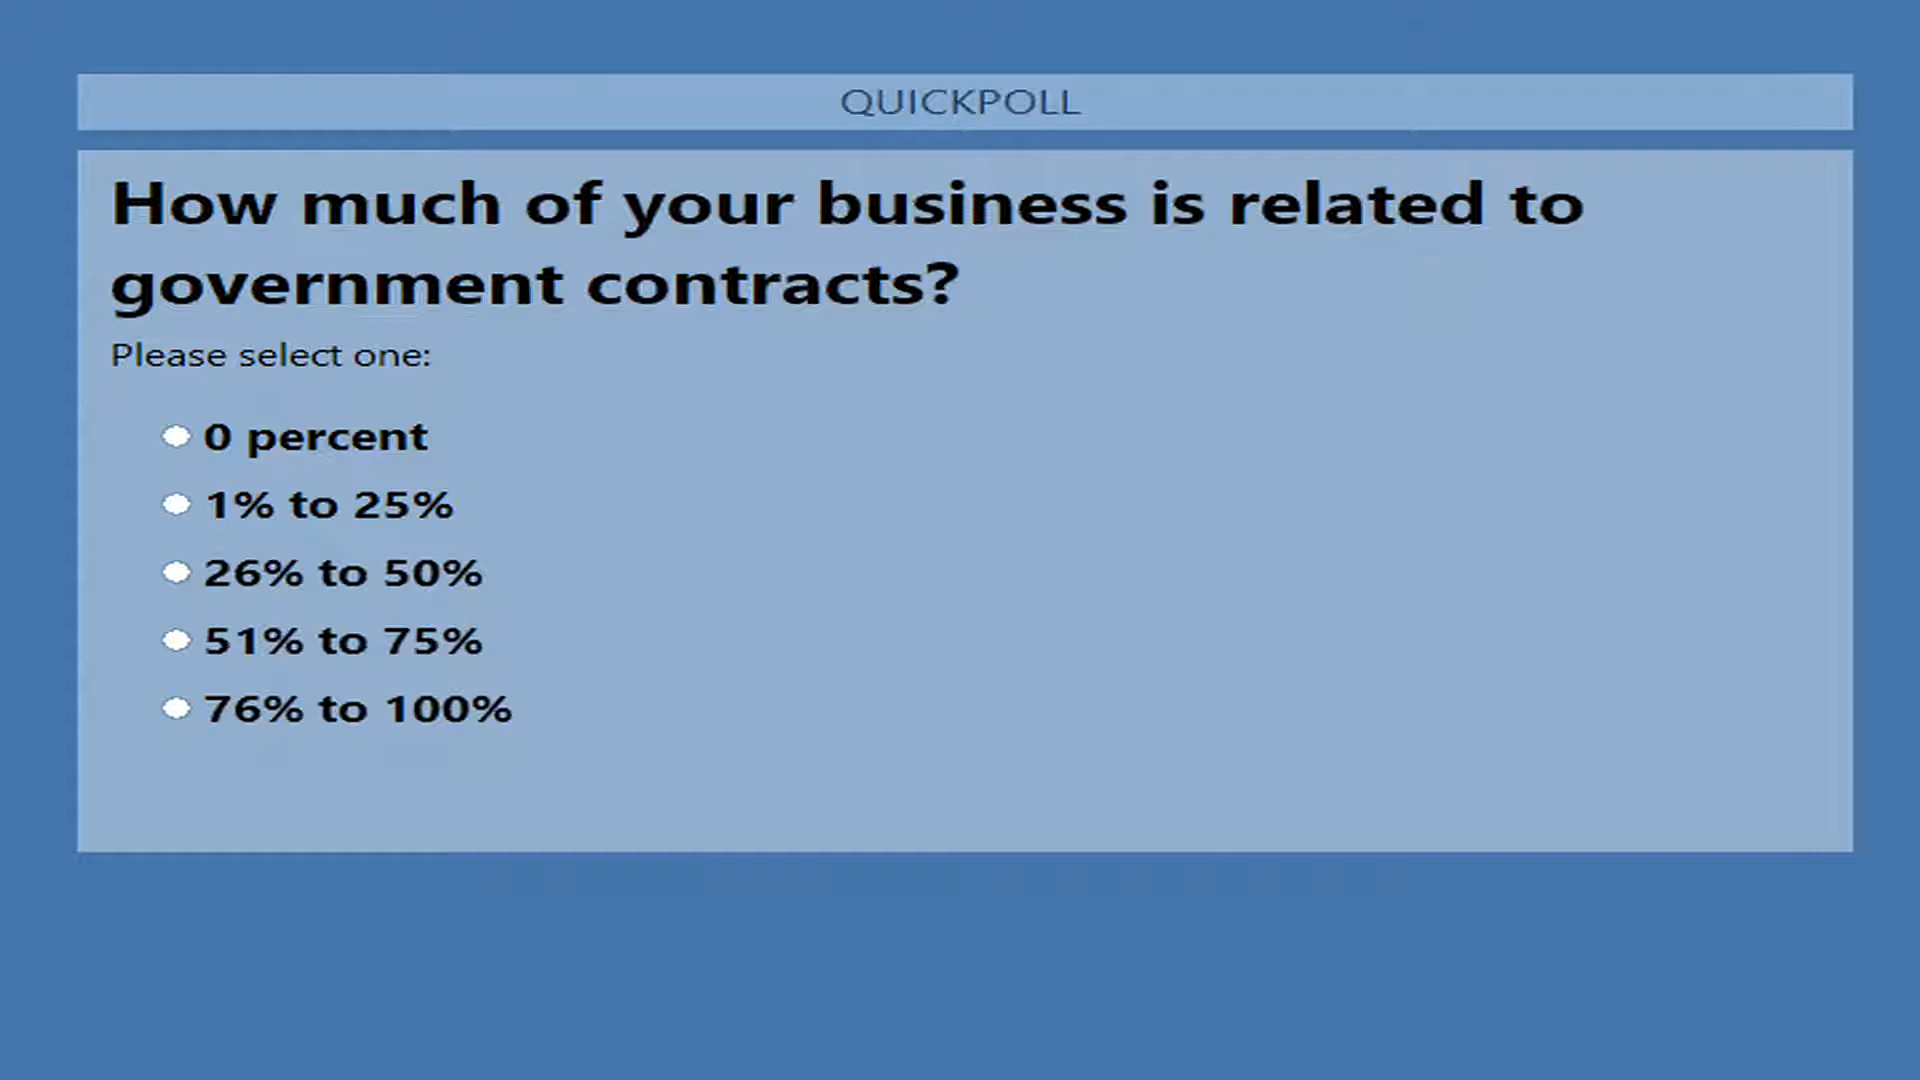 QUICKPOLL
How much of your business is related to
government contracts?
Please select one:
0 percent
1% to 25%
26% to 50%
51% to 75%
76% to 100%